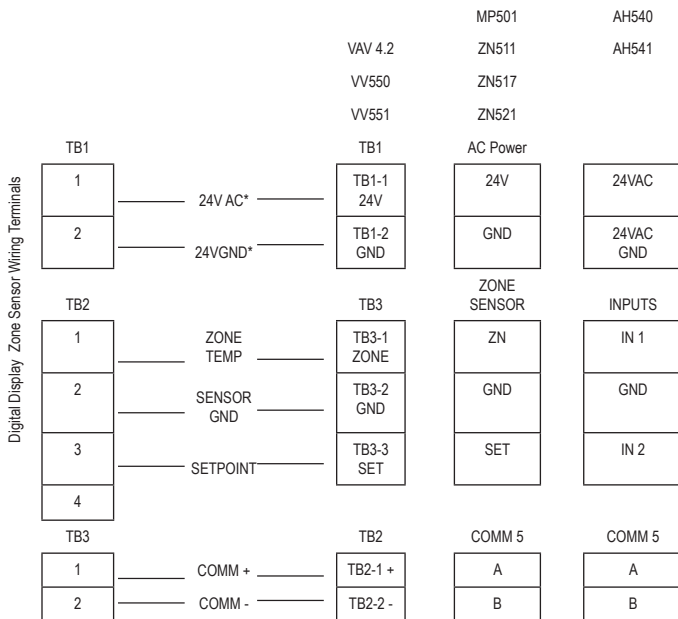 MP501 AH540
VAV 4.2 ZN511 AH541
VV550 ZN517
VV551 ZN521
TB1 TB1 AC Power
Digital Display Zone Sensor Wiring Terminals
1 24V AC* TB1-1 24V 24VAC
24V
2 24VGND* TB1-2 GND 24VAC
GND GND
ZONE
TB2 TB3 SENSOR INPUTS
1 ZONE TB3-1 ZN IN 1
TEMP ZONE
2 SENSOR TB3-2 GND GND
GND GND
3 SETPOINT TB3-3 SET IN 2
SET
4
TB3 TB2 COMM 5 COMM 5
1 COMM + TB2-1 + A A
2 COMM - TB2-2 - B B